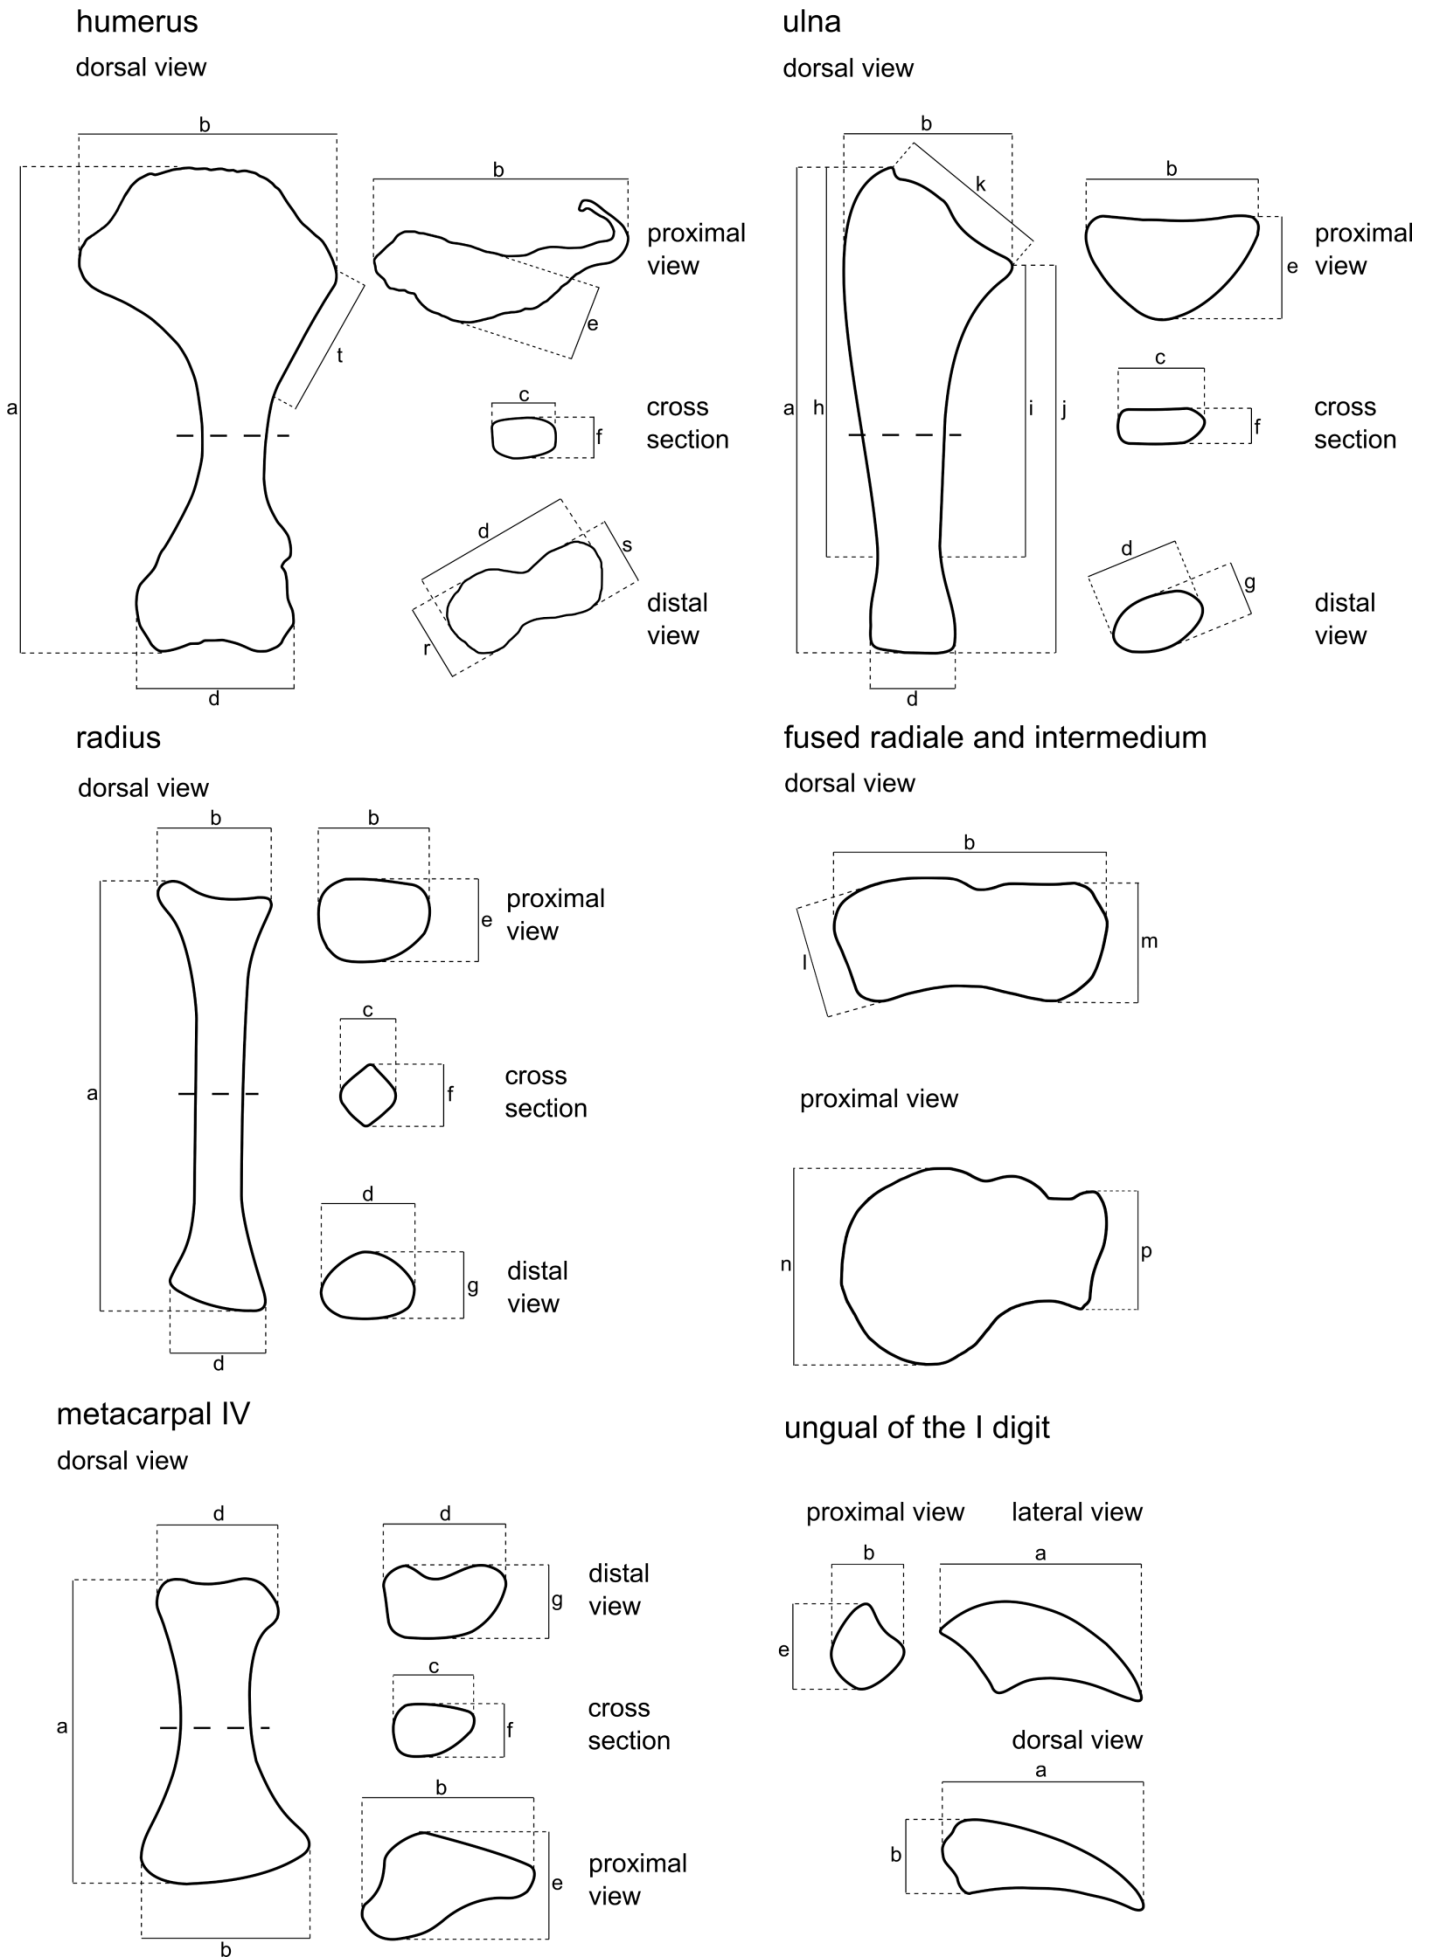 humerus
dorsal view
b
a
t
d
b
e
proximal
view
c
f
cross
section
d
s
r
distal
view
ulna
dorsal view
b
k
a
h
i
j
d
b
e
proximal
view
c
f
cross
section
d
g
distal
view
radius
dorsal view
b
a
d
b
e
proximal
view
c
f
cross
section
d
g
distal
view
fused radiale and intermedium
dorsal view
b
l
m
proximal view
n
p
metacarpal IV
dorsal view
d
a
b
d
g
distal
view
c
f
cross
section
b
e
proximal
view
ungual of the I digit
proximal view
b
e
lateral view
a
dorsal view
a
b